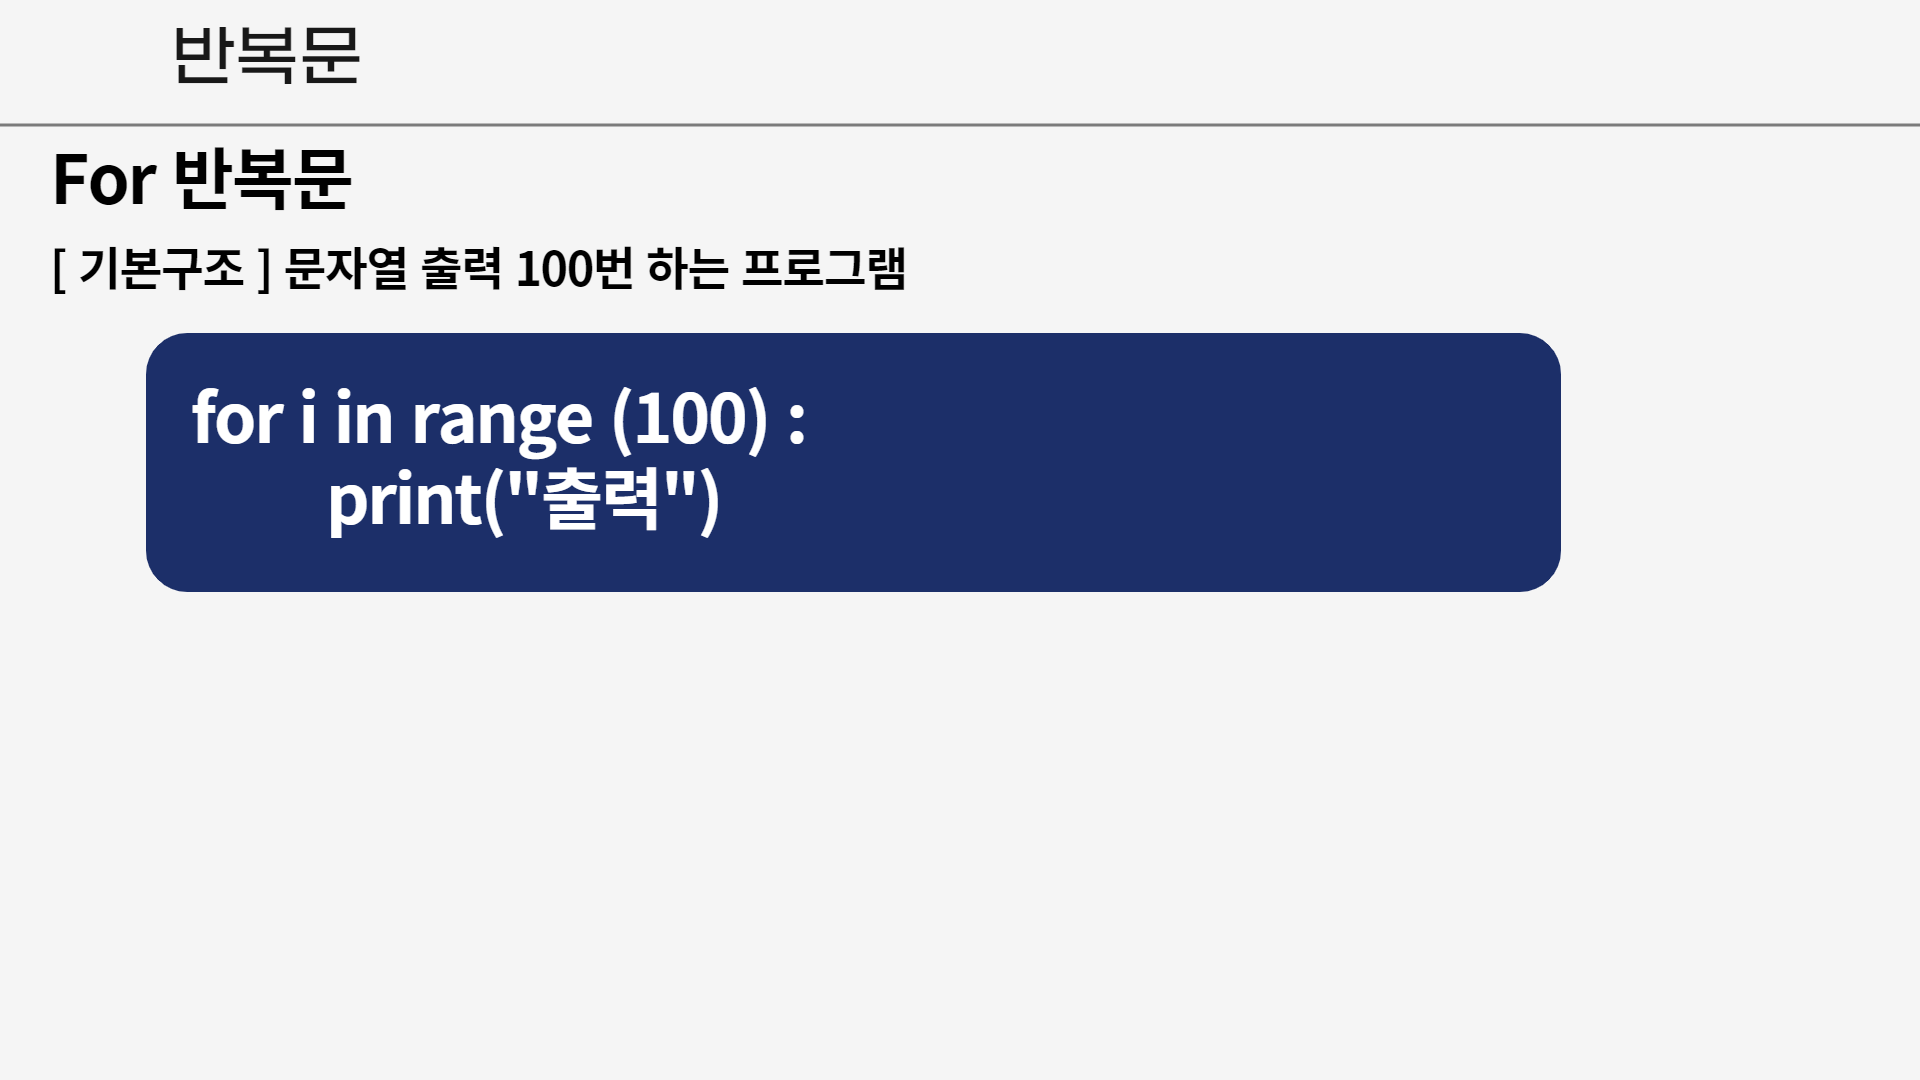 반복문
For 반복문
[ 기본구조 ] 문자열 출력 100번 하는 프로그램
for i in range (100) :
print("출력")